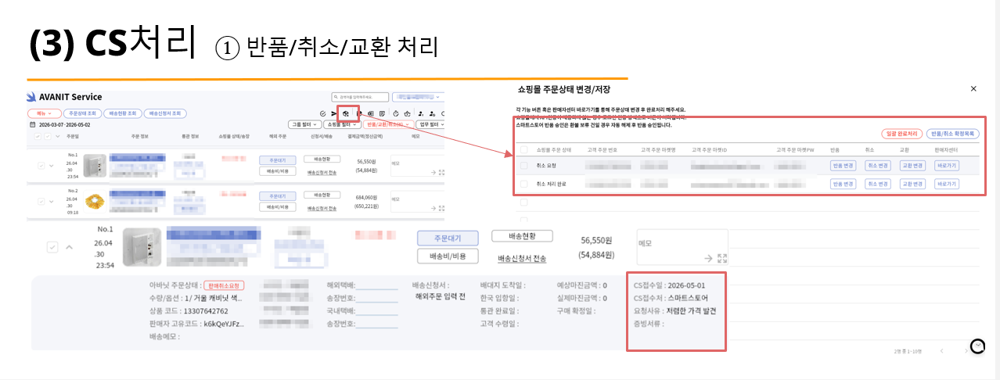 (3) CS처리 ① 반품/취소/교환 처리
AVANIT Service
검색어를 입력해주세요.
메뉴
주문상태 조회
배송현황 조회
배송신청서 조회
2026-03-07 - 2026-05-02
그룹 필터
쇼핑몰 필터
반품/교환/취소(6)
업무 필터
주문일 주문 정보 통관 정보 쇼핑몰 상태/송장 해외 주문 신청서/배송 결제금액(정산금액) 메모
No.1
26.04
.30
23:54
주문대기
배송비/비용
배송현황
배송신청서 전송
56,550원
(54,884원)
메모
No.2
26.04
.30
09:18
주문대기
배송비/비용
배송현황
배송신청서 전송
684,060원
(650,221원)
메모
쇼핑몰 주문상태 변경/저장
각 기능 버튼 혹은 판매자센터 바로가기를 통해 주문상태 변경 후 완료처리 해주세요.
스마트스토어 반품 승인은 환불 보류 건일 경우 자동 해제 후 반품 승인됩니다.
일괄 완료처리
반품/취소 확정목록
쇼핑몰 주문 상태 고객 주문 번호 고객 주문 마켓명 고객 주문 마켓ID 고객 주문 마켓PW 반품 취소 교환 판매자센터
취소 요청 반품 변경 취소 변경 교환 변경 바로가기
취소 처리 완료 반품 변경 취소 변경 교환 변경 바로가기
No.1
26.04
.30
23:54
주문대기
배송비/비용
배송현황
배송신청서 전송
56,550원
(54,884원)
메모
아바닛 주문상태 : 판매취소요청
수량/옵션 : 1/ 거울 캐비닛 색...
상품 코드 : 13307642762
판매자 고유코드 : k6kQeYJFz...
배송메모 :
해외택배:
송장번호:
국내택배:
송장번호:
배송신청서 :
해외주문 입력 전
배대지 도착일 :
한국 입항일 :
통관 완료일 :
고객 수령일 :
예상마진금액 : 0
실제마진금액 : 0
구매 확정일 :
CS접수일 : 2026-05-01
CS접수처 : 스마트스토어
요청사유 : 저렴한 가격 발견
증빙서류 :
2행 중 1-10행